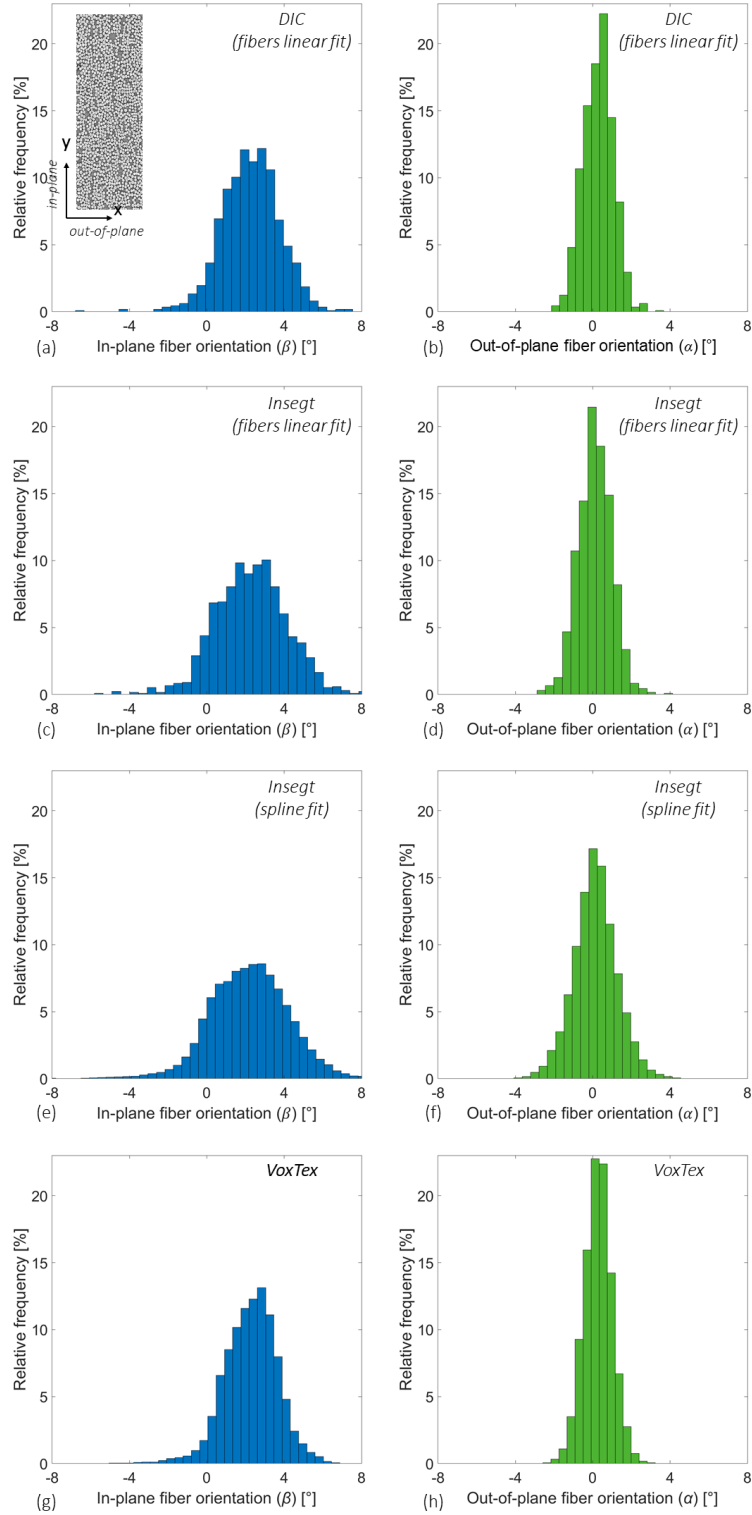 DIC
(fibers linear fit)
20
15
10
5
0
Relative frequency [%]
y
in-plane
x
out-of-plane
-8
-4
0
4
8
(a)
In-plane fiber orientation (β) [°]
DIC
(fibers linear fit)
20
15
10
5
0
Relative frequency [%]
-8
-4
0
4
8
(b)
Out-of-plane fiber orientation (α) [°]
Insegt
(fibers linear fit)
20
15
10
5
0
Relative frequency [%]
-8
-4
0
4
8
(c)
In-plane fiber orientation (β) [°]
Insegt
(fibers linear fit)
20
15
10
5
0
Relative frequency [%]
-8
-4
0
4
8
(d)
Out-of-plane fiber orientation (α) [°]
Insegt
(spline fit)
20
15
10
5
0
Relative frequency [%]
-8
-4
0
4
8
(e)
In-plane fiber orientation (β) [°]
Insegt
(spline fit)
20
15
10
5
0
Relative frequency [%]
-8
-4
0
4
8
(f)
Out-of-plane fiber orientation (α) [°]
VoxTex
20
15
10
5
0
Relative frequency [%]
-8
-4
0
4
8
(g)
In-plane fiber orientation (β) [°]
VoxTex
20
15
10
5
0
Relative frequency [%]
-8
-4
0
4
8
(h)
Out-of-plane fiber orientation (α) [°]